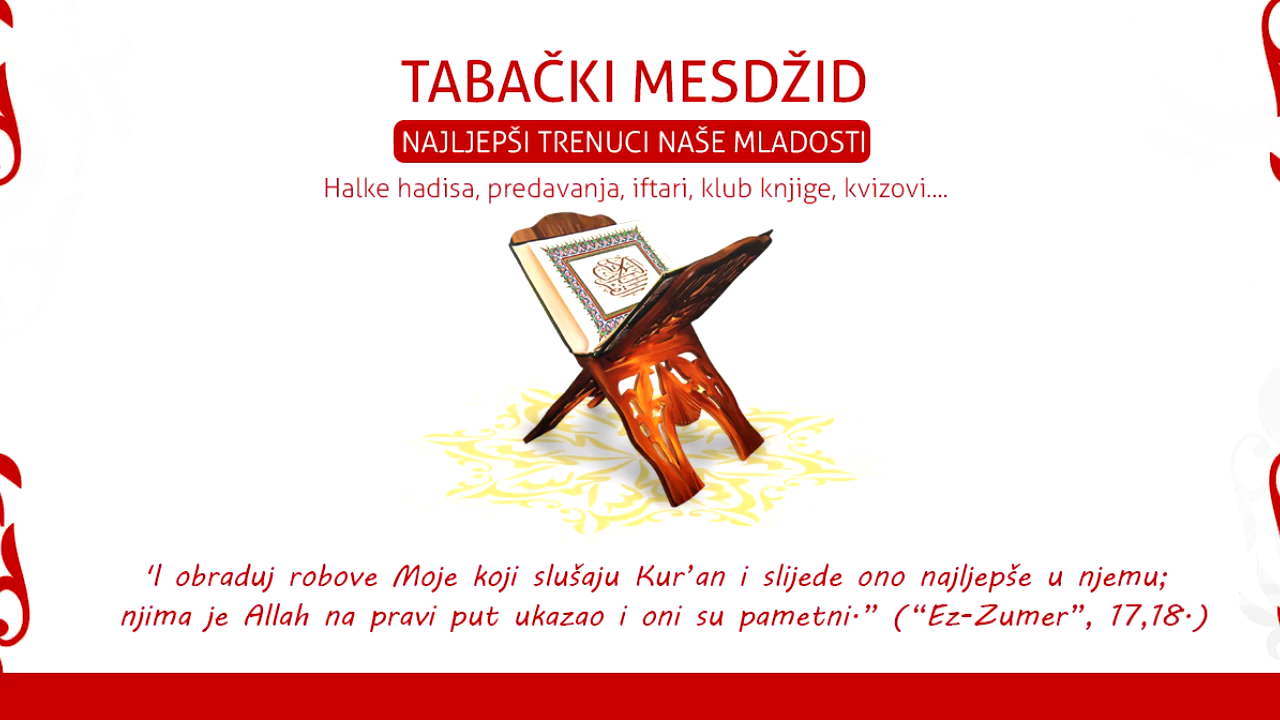 TABAČKI MESDŽID
NAJLJEPŠI TRENUCI NAŠE MLADOSTI
Halke hadisa, predavanja, iftari, klub knjige, kvizovi....
‘I obraduj robove Moje koji slušaju Kur’an i slijede ono najljepše u njemu;
njima je Allah na pravi put ukazao i oni su pametni.” (“Ez-Zumer”, 17,18.)